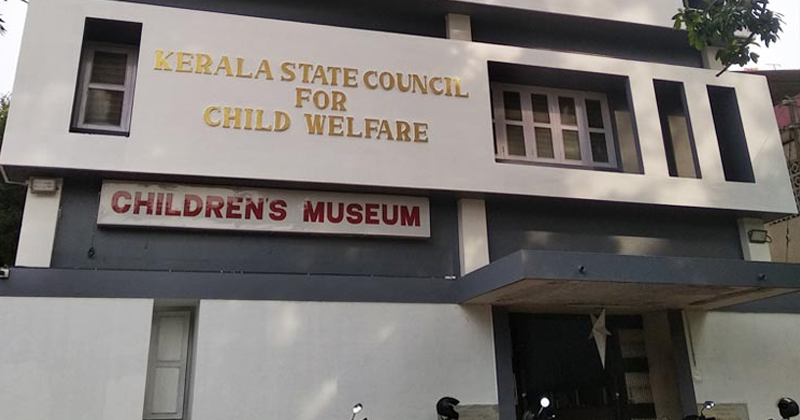 KERALA STATE COUNCIL
FOR
CHILD WELFARE
CHILDREN'S MUSEUM